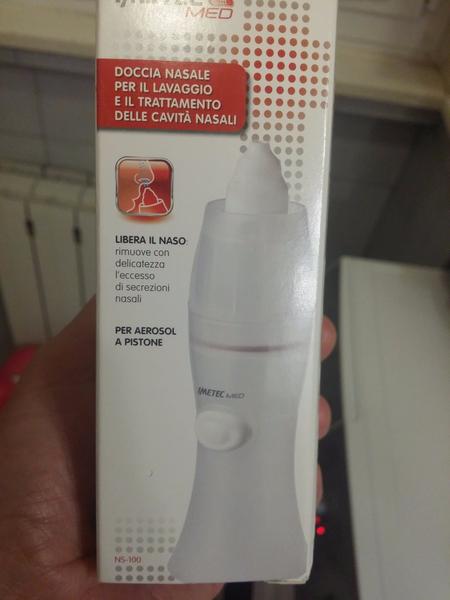 IMETEC
MED
DOCCIA NASALE
PER IL LAVAGGIO
E IL TRATTAMENTO
DELLE CAVITÀ NASALI
LIBERA IL NASO:
rimuove con
delicatezza
l'eccesso
di secrezioni
nasali
PER AEROSOL
A PISTONE
IMETEC MED
NS-100